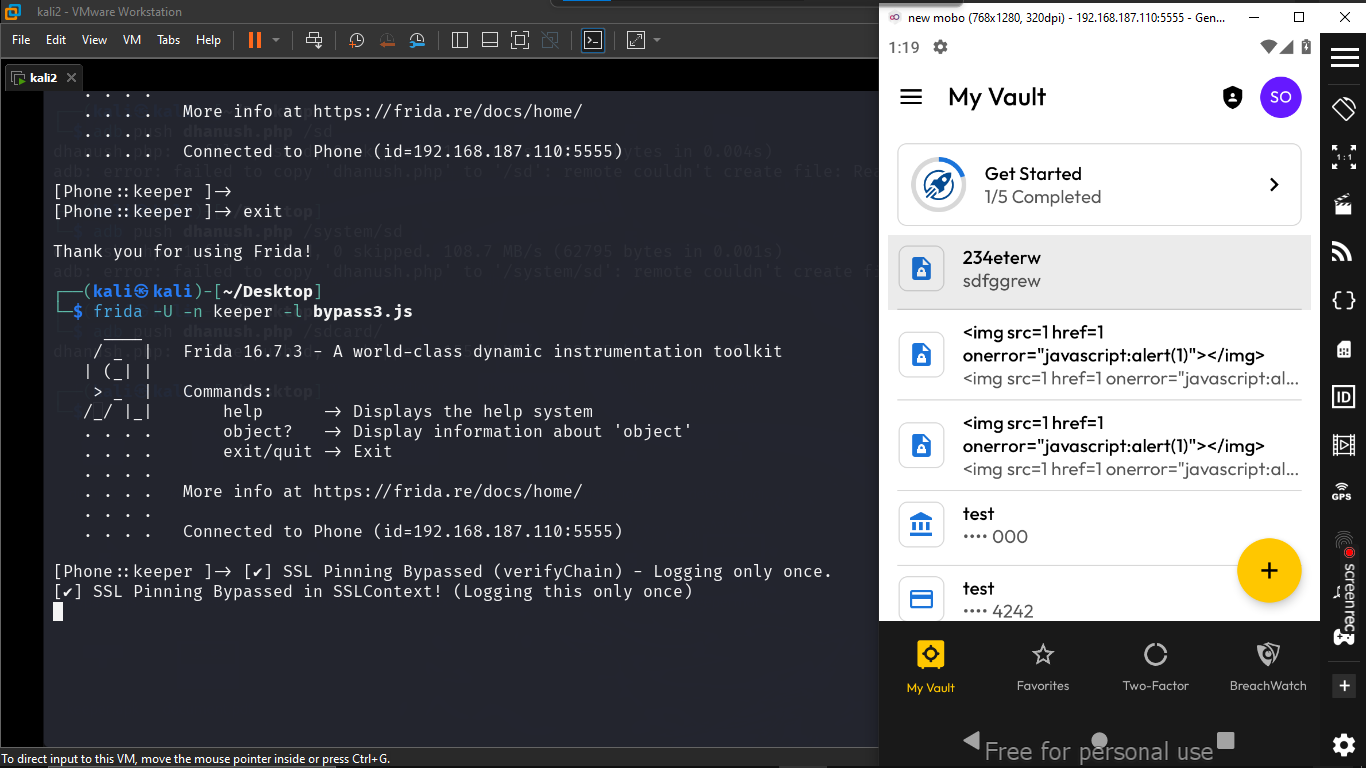 kali2 - VMware Workstation
File Edit View VM Tabs Help
kali2
. . . .
. . . . More info at https://frida.re/docs/home/
. . . .
. . . . Connected to Phone (id=192.168.187.110:5555)
[Phone::keeper ]->
[Phone::keeper ]-> exit
Thank you for using Frida!
┌──(kali㉿kali)-[~/Desktop]
└─$ frida -U -n keeper -l bypass3.js
____
/ _ | Frida 16.7.3 - A world-class dynamic instrumentation toolkit
| (_| |
> _ | Commands:
/_/ |_| help -> Displays the help system
. . . . object? -> Display information about 'object'
. . . . exit/quit -> Exit
. . . .
. . . . More info at https://frida.re/docs/home/
. . . .
. . . . Connected to Phone (id=192.168.187.110:5555)
[Phone::keeper ]-> [✔] SSL Pinning Bypassed (verifyChain) - Logging only once.
[✔] SSL Pinning Bypassed in SSLContext! (Logging this only once)
To direct input to this VM, move the mouse pointer inside or press Ctrl+G.
new mobo (768x1280, 320dpi) - 192.168.187.110:5555 - Gen...
1:19
My Vault
SO
Get Started
1/5 Completed
234eterw
sdfggrew
<img src=1 href=1
onerror="javascript:alert(1)"></img>
<img src=1 href=1 onerror="javascript:al...
<img src=1 href=1
onerror="javascript:alert(1)"></img>
<img src=1 href=1 onerror="javascript:al...
test
•••• 000
test
•••• 4242
My Vault Favorites Two-Factor BreachWatch
Free for personal use
1:1
ID
GPS
screen rec